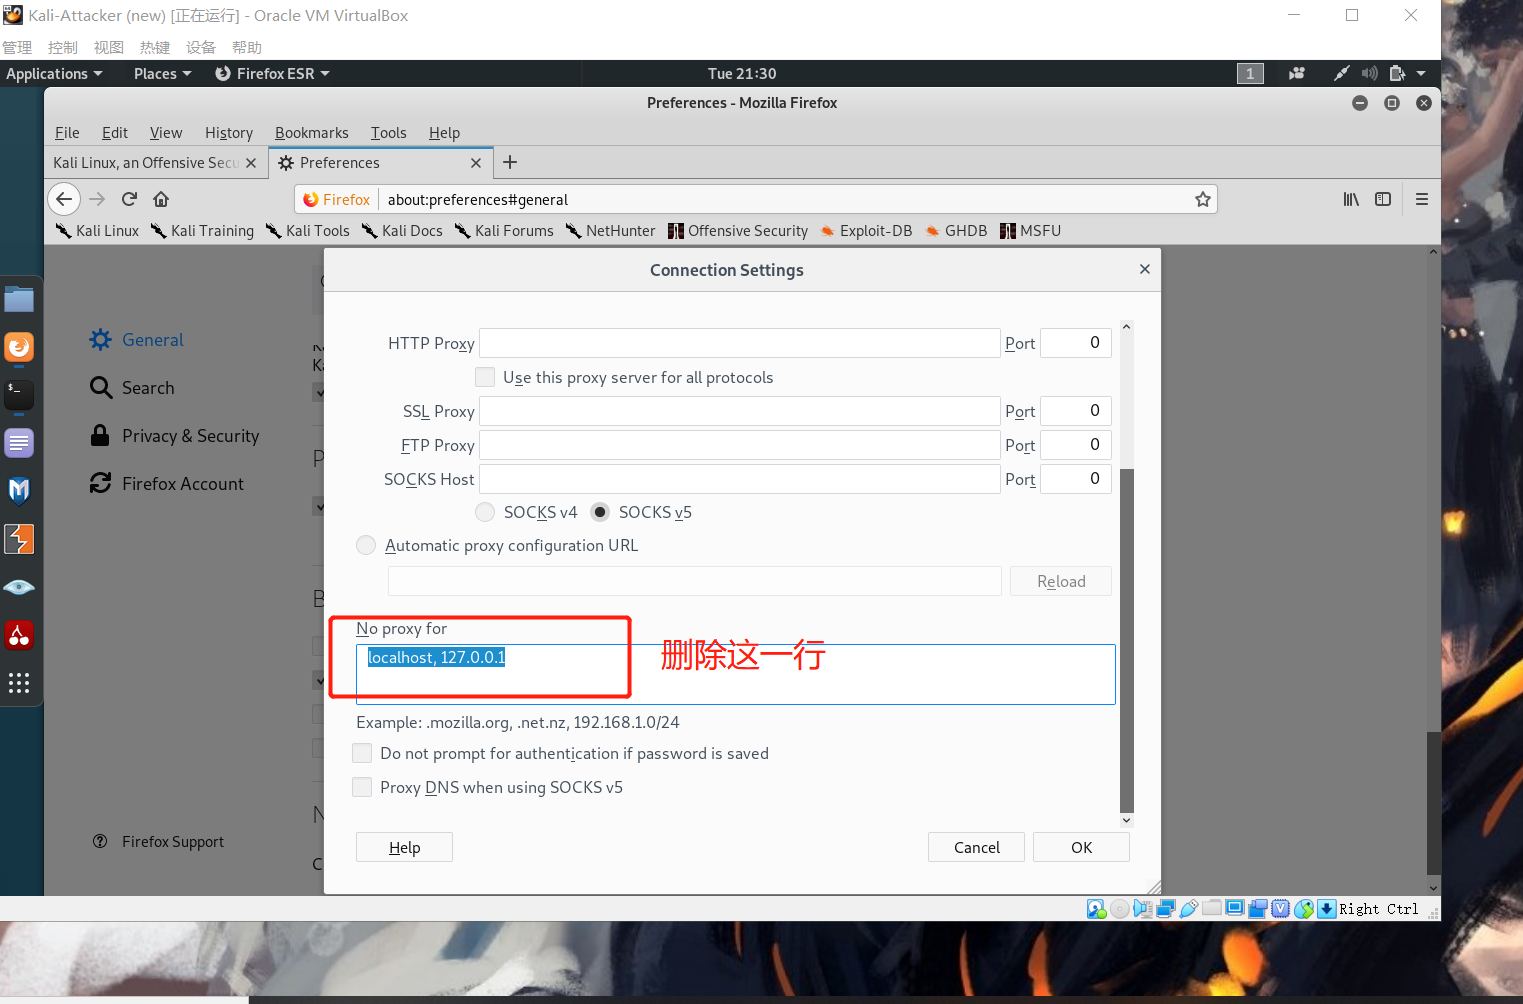 Kali-Attacker (new) [正在运行] - Oracle VM VirtualBox
管理 控制 视图 热键 设备 帮助
Applications Places Firefox ESR Tue 21:30 1
Preferences - Mozilla Firefox
File Edit View History Bookmarks Tools Help
Kali Linux, an Offensive Secu Preferences
Firefox about:preferences#general
Kali Linux Kali Training Kali Tools Kali Docs Kali Forums NetHunter Offensive Security Exploit-DB GHDB MSFU
Connection Settings
General
Search
Privacy & Security
Firefox Account
Firefox Support
HTTP Proxy Port 0
Use this proxy server for all protocols
SSL Proxy Port 0
FTP Proxy Port 0
SOCKS Host Port 0
SOCKS v4 SOCKS v5
Automatic proxy configuration URL
Reload
No proxy for
localhost, 127.0.0.1
删除这一行
Example: .mozilla.org, .net.nz, 192.168.1.0/24
Do not prompt for authentication if password is saved
Proxy DNS when using SOCKS v5
Help Cancel OK
Right Ctrl